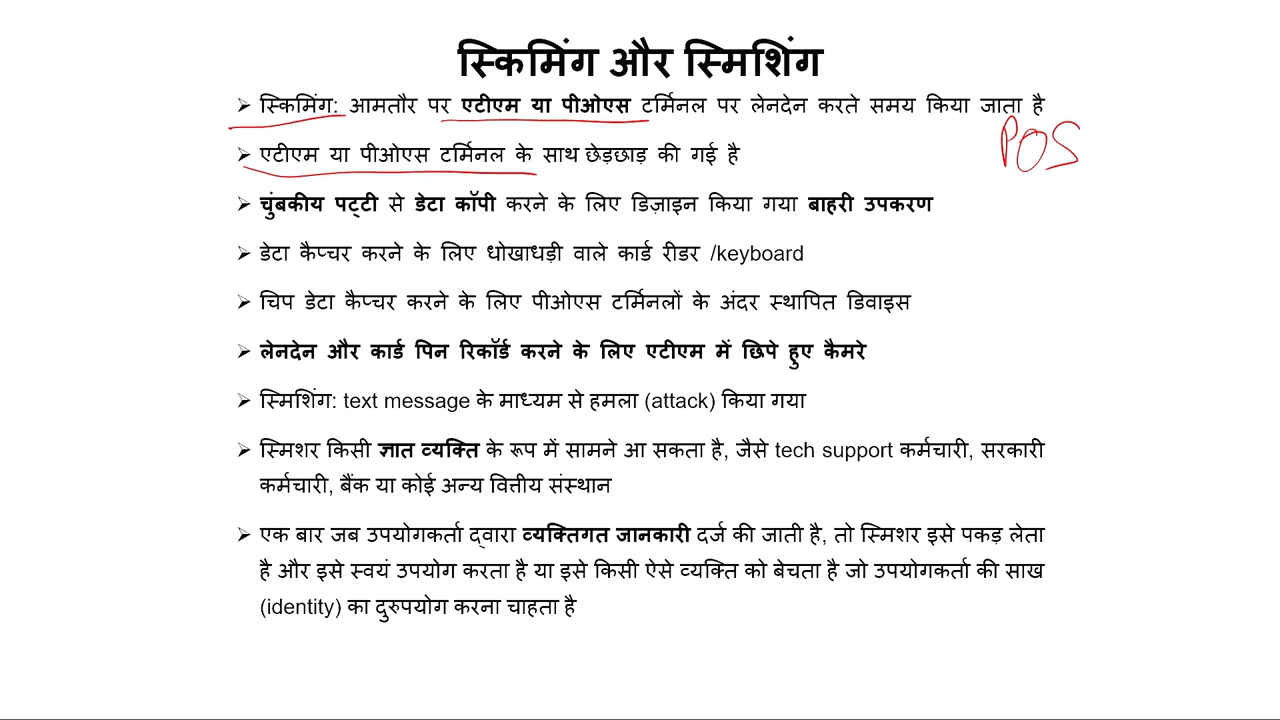 स्किमिंग और स्मिशिंग
➢ स्किमिंग: आमतौर पर एटीएम या पीओएस टर्मिनल पर लेनदेन करते समय किया जाता है
POS
➢ एटीएम या पीओएस टर्मिनल के साथ छेड़छाड़ की गई है
➢ चुंबकीय पट्टी से डेटा कॉपी करने के लिए डिज़ाइन किया गया बाहरी उपकरण
➢ डेटा कैप्चर करने के लिए धोखाधड़ी वाले कार्ड रीडर /keyboard
➢ चिप डेटा कैप्चर करने के लिए पीओएस टर्मिनलों के अंदर स्थापित डिवाइस
➢ लेनदेन और कार्ड पिन रिकॉर्ड करने के लिए एटीएम में छिपे हुए कैमरे
➢ स्मिशिंग: text message के माध्यम से हमला (attack) किया गया
➢ स्मिशर किसी ज्ञात व्यक्ति के रूप में सामने आ सकता है, जैसे tech support कर्मचारी, सरकारी
कर्मचारी, बैंक या कोई अन्य वित्तीय संस्थान
➢ एक बार जब उपयोगकर्ता द्वारा व्यक्तिगत जानकारी दर्ज की जाती है, तो स्मिशर इसे पकड़ लेता
है और इसे स्वयं उपयोग करता है या इसे किसी ऐसे व्यक्ति को बेचता है जो उपयोगकर्ता की साख
(identity) का दुरुपयोग करना चाहता है